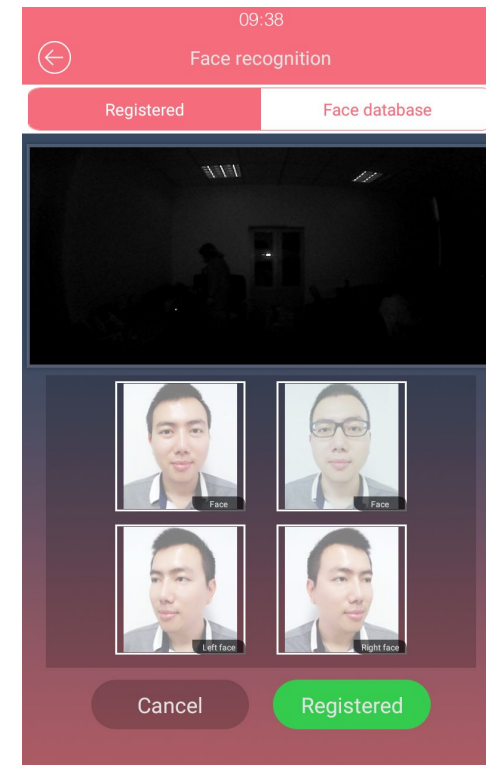 09:38
Face recognition
Registered Face database
Face Face
Left face Right face
Cancel Registered